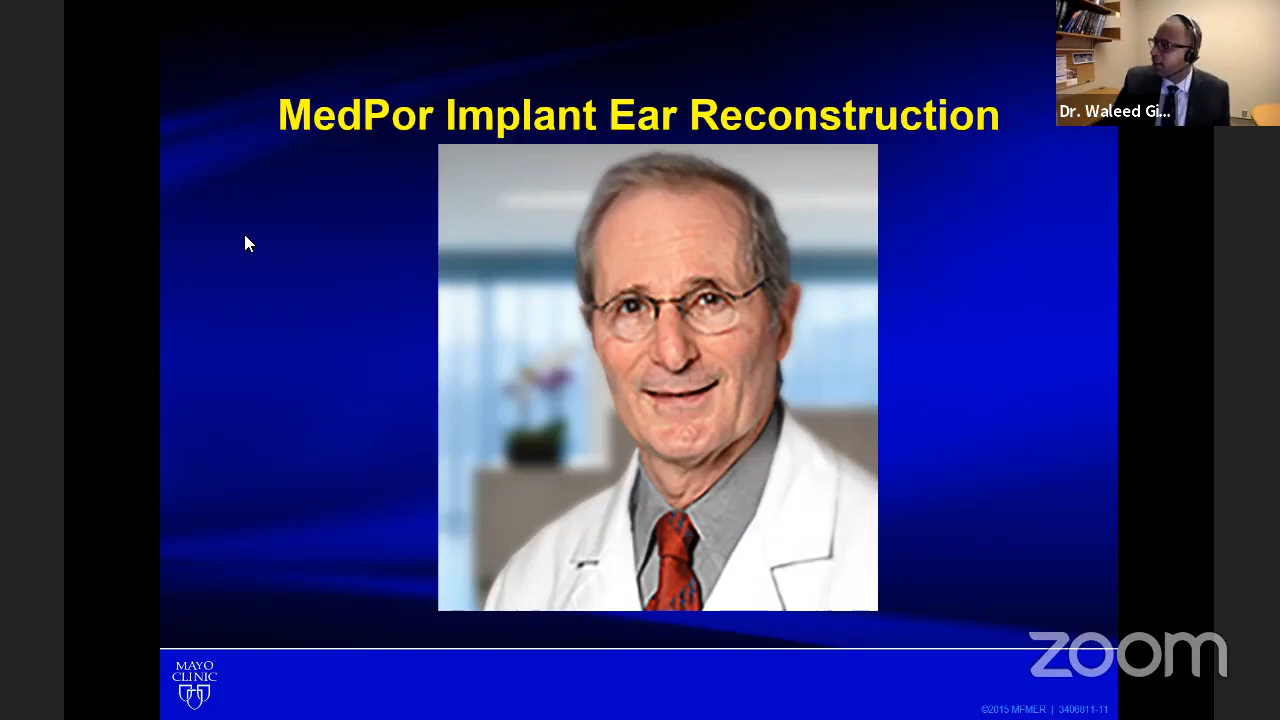 MedPor Implant Ear Reconstruction
Dr. Waleed Gi...
MAYO
CLINIC
zoom
©2015 MFMER | 3406811-11